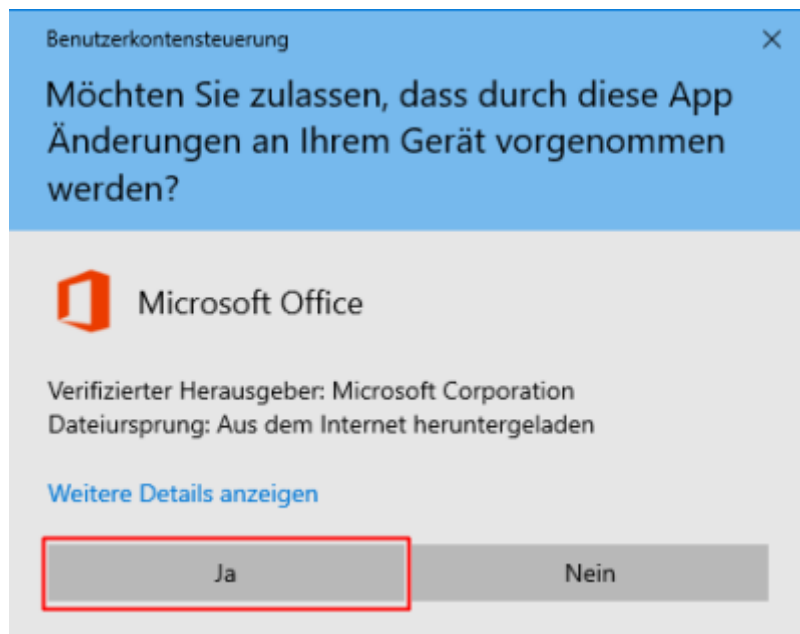 Benutzerkontensteuerung
Möchten Sie zulassen, dass durch diese App
Änderungen an Ihrem Gerät vorgenommen
werden?
Microsoft Office
Verifizierter Herausgeber: Microsoft Corporation
Dateiursprung: Aus dem Internet heruntergeladen
Weitere Details anzeigen
Ja Nein